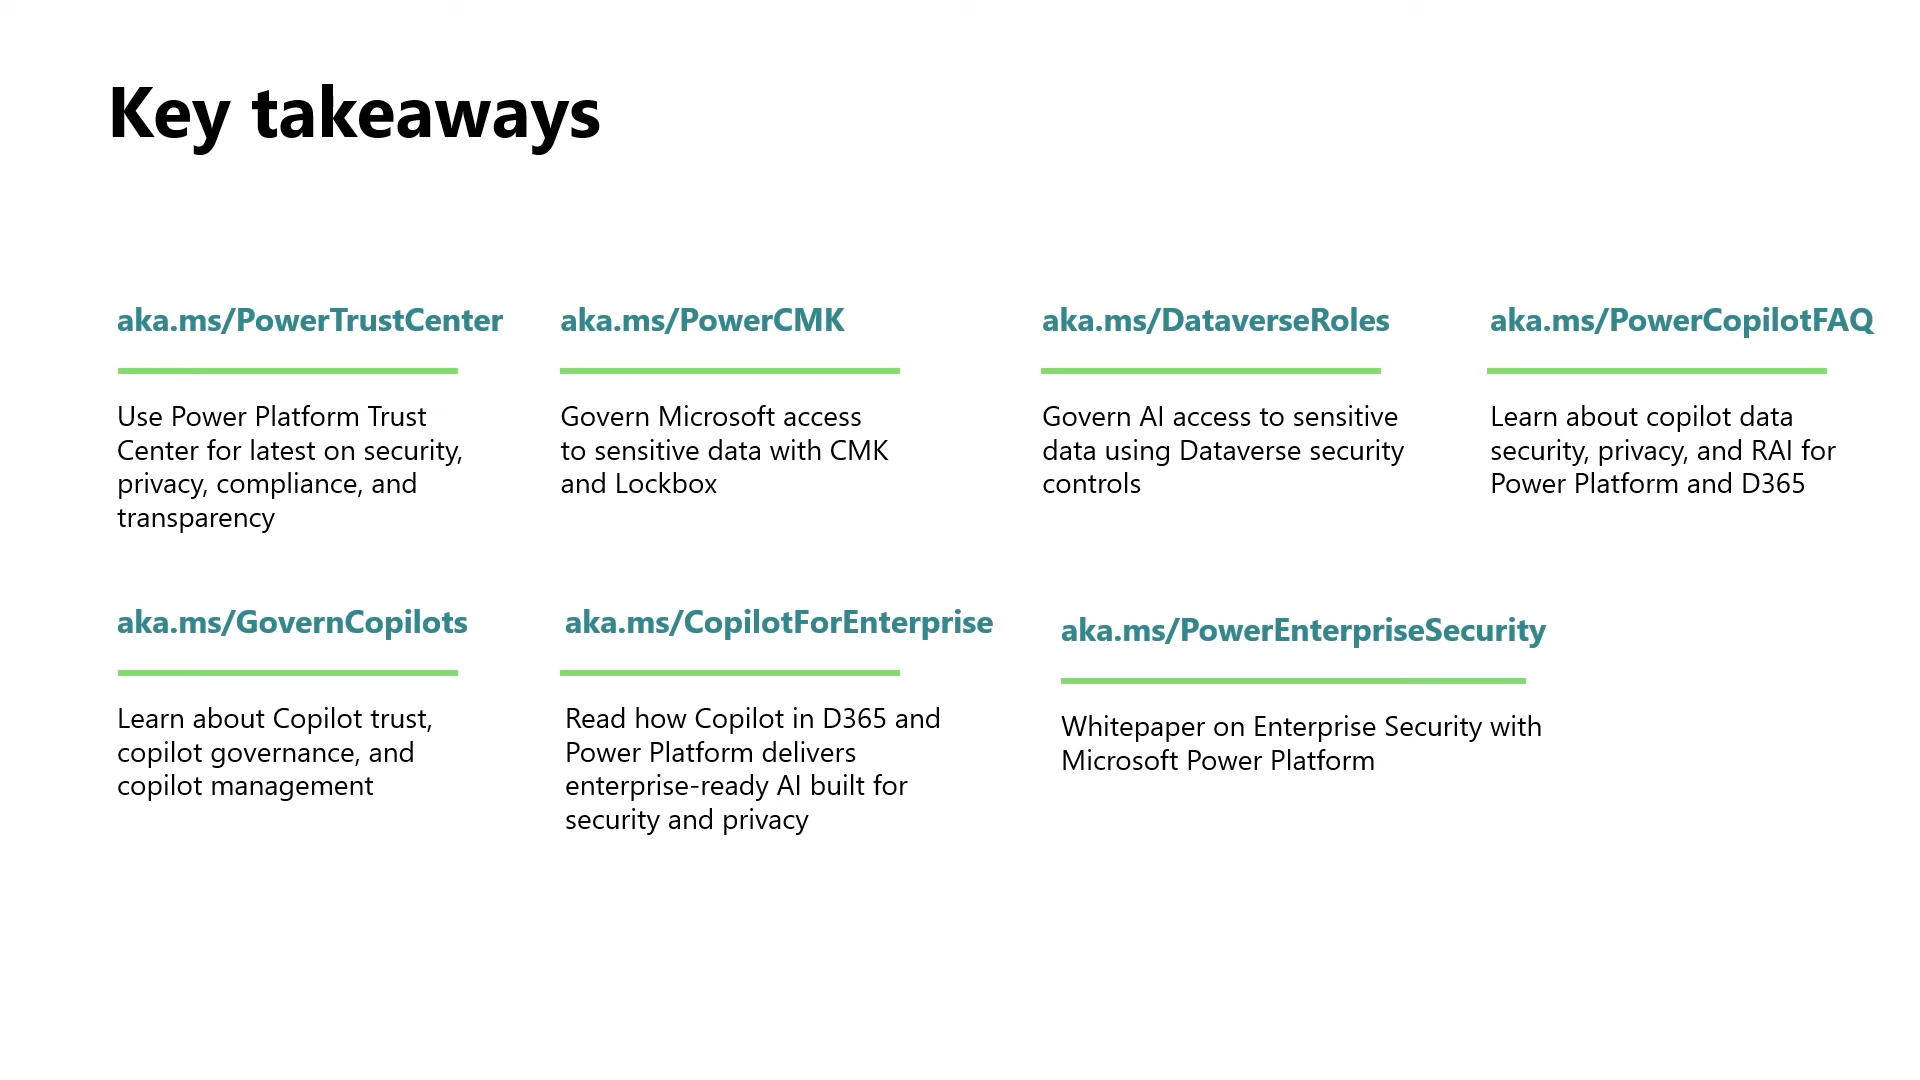 Key takeaways
aka.ms/PowerTrustCenter
Use Power Platform Trust
Center for latest on security,
privacy, compliance, and
transparency
aka.ms/PowerCMK
Govern Microsoft access
to sensitive data with CMK
and Lockbox
aka.ms/DataverseRoles
Govern AI access to sensitive
data using Dataverse security
controls
aka.ms/PowerCopilotFAQ
Learn about copilot data
security, privacy, and RAI for
Power Platform and D365
aka.ms/GovernCopilots
Learn about Copilot trust,
copilot governance, and
copilot management
aka.ms/CopilotForEnterprise
Read how Copilot in D365 and
Power Platform delivers
enterprise-ready AI built for
security and privacy
aka.ms/PowerEnterpriseSecurity
Whitepaper on Enterprise Security with
Microsoft Power Platform